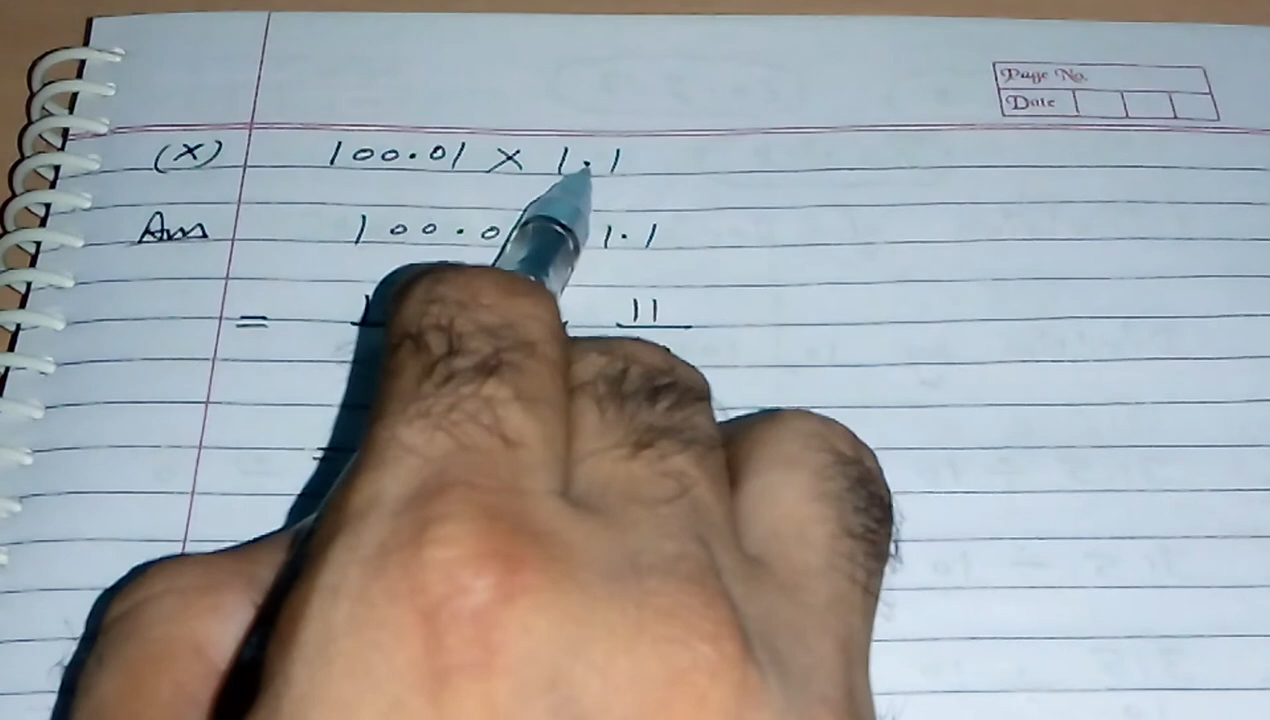 Page No.
Date
(x) 100.01 × 1.1
Ans 100.0 1.1
= 11